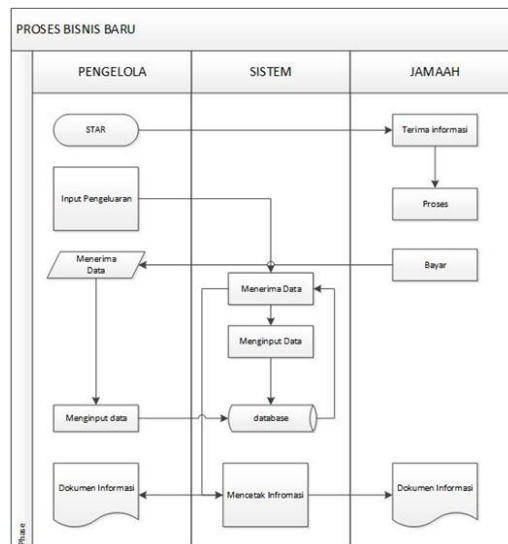 PROSES BISNIS BARU
PENGELOLA
SISTEM
JAMAAH
STAR
Terima informasi
Input Pengeluaran
Proses
Menerima
Data
Bayar
Menerima Data
Menginput Data
Menginput data
database
Dokumen Informasi
Mencetak Infromasi
Dokumen Informasi
Phase